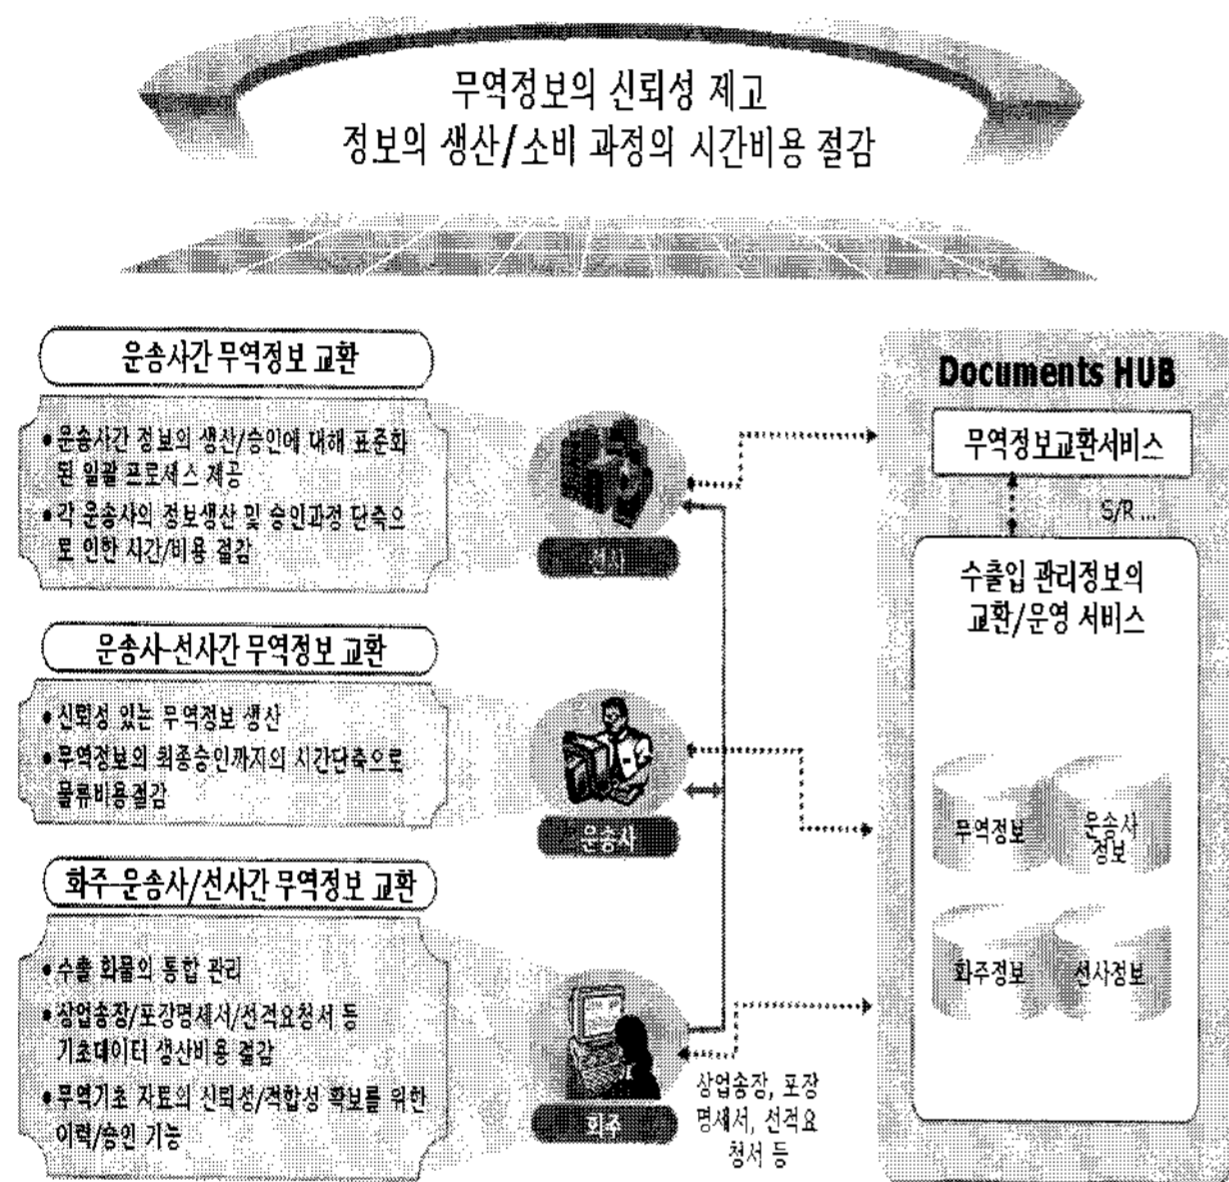 무역정보의 신뢰성 제고
정보의 생산/소비 과정의 시간비용 절감
운송사간 무역정보 교환
• 운송사간 정보의 생산/승인에 대해 표준화
된 일괄 프로세스 제공
• 각 운송사의 정보생산 및 승인과정 단축으
로 인한 시간/비용 절감
선사
운송사-선사간 무역정보 교환
• 신뢰성 있는 무역정보 생산
• 무역정보의 최종승인까지의 시간단축으로
물류비용절감
운송사
화주-운송사/선사간 무역정보 교환
• 수출 화물의 통합 관리
• 상업송장/포장명세서/선적요청서 등
기초데이터 생산비용 절감
• 무역기초 자료의 신뢰성/적합성 확보를 위한
이력/승인 기능
화주
상업송장, 포장
명세서, 선적요
청서 등
Documents HUB
무역정보교환서비스
S/R ...
수출입 관리정보의
교환/운영 서비스
무역정보
운송사
정보
화주정보
선사정보